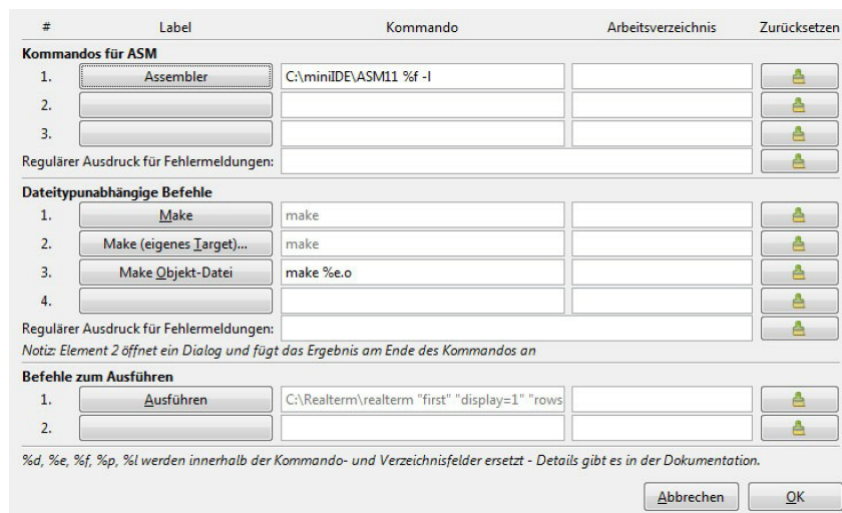 # Label Kommando Arbeitsverzeichnis Zurücksetzen
Kommandos für ASM
1. Assembler C:\miniIDE\ASM11 %f -l
2.
3.
Regulärer Ausdruck für Fehlermeldungen:
Dateitypunabhängige Befehle
1. Make make
2. Make (eigenes Target)... make
3. Make Objekt-Datei make %e.o
4.
Regulärer Ausdruck für Fehlermeldungen:
Notiz: Element 2 öffnet ein Dialog und fügt das Ergebnis am Ende des Kommandos an
Befehle zum Ausführen
1. Ausführen C:\Realterm\realterm "first" "display=1" "rows
2.
%d, %e, %f, %p, %l werden innerhalb der Kommando- und Verzeichnisfelder ersetzt - Details gibt es in der Dokumentation.
Abbrechen OK